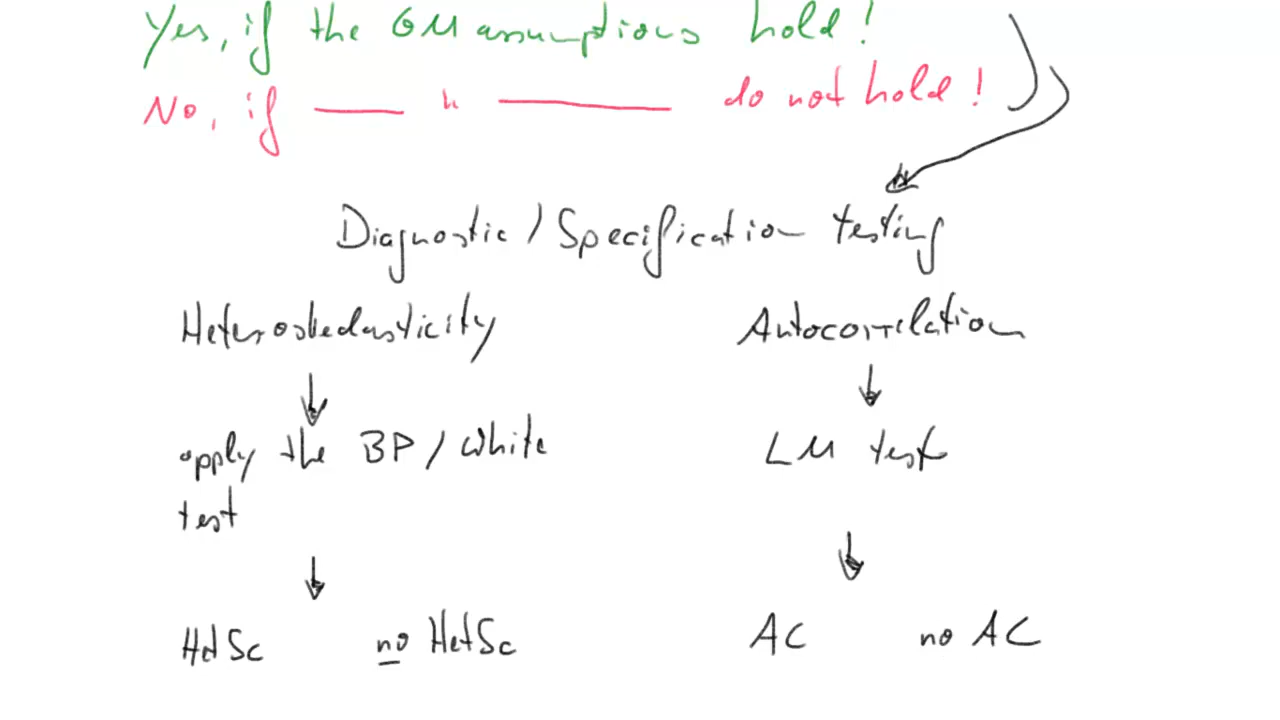 Yes, if the GM assumptions hold!
No, if —— " ——— do not hold!
Diagnostic / Specification testing
Heteroskedasticity Autocorrelation
apply the BP / White LM test
test
HetSc no HetSc AC no AC